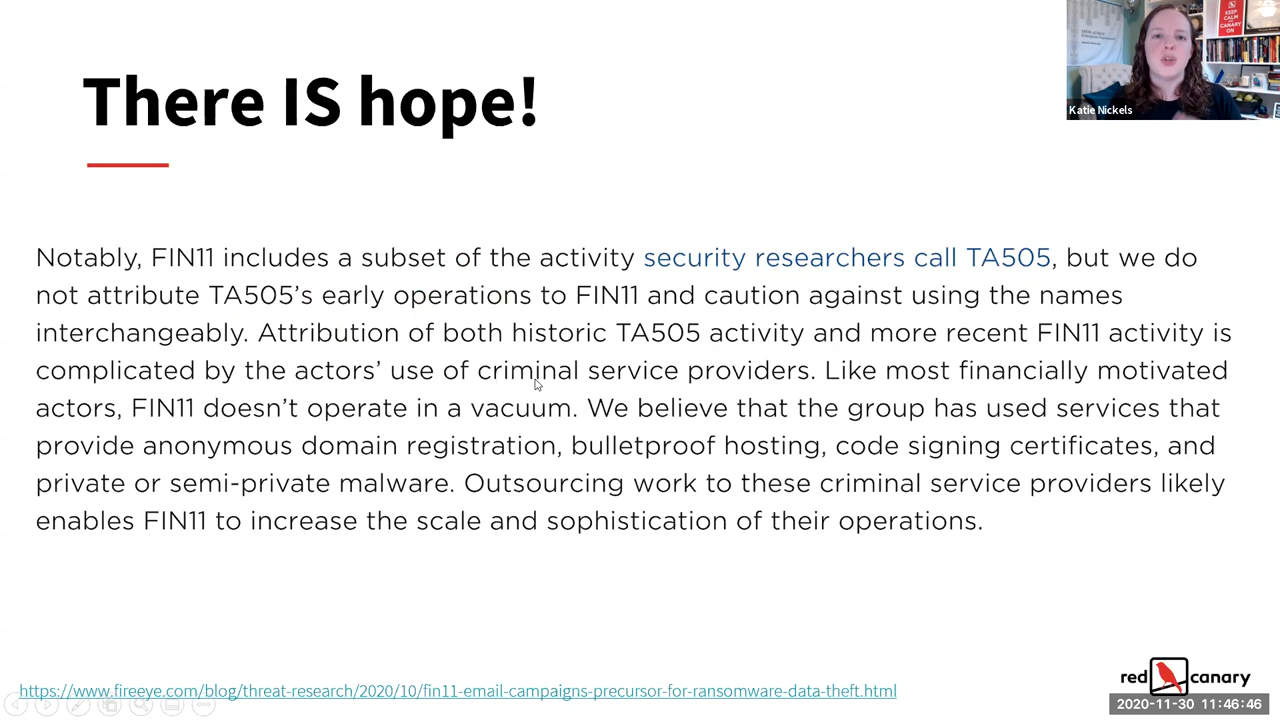 KEEP
CALM
CANARY
ON
Katie Nickels
There IS hope!
Notably, FIN11 includes a subset of the activity security researchers call TA505, but we do
not attribute TA505’s early operations to FIN11 and caution against using the names
interchangeably. Attribution of both historic TA505 activity and more recent FIN11 activity is
complicated by the actors’ use of criminal service providers. Like most financially motivated
actors, FIN11 doesn’t operate in a vacuum. We believe that the group has used services that
provide anonymous domain registration, bulletproof hosting, code signing certificates, and
private or semi-private malware. Outsourcing work to these criminal service providers likely
enables FIN11 to increase the scale and sophistication of their operations.
https://www.fireeye.com/blog/threat-research/2020/10/fin11-email-campaigns-precursor-for-ransomware-data-theft.html
red canary
2020-11-30 11:46:46